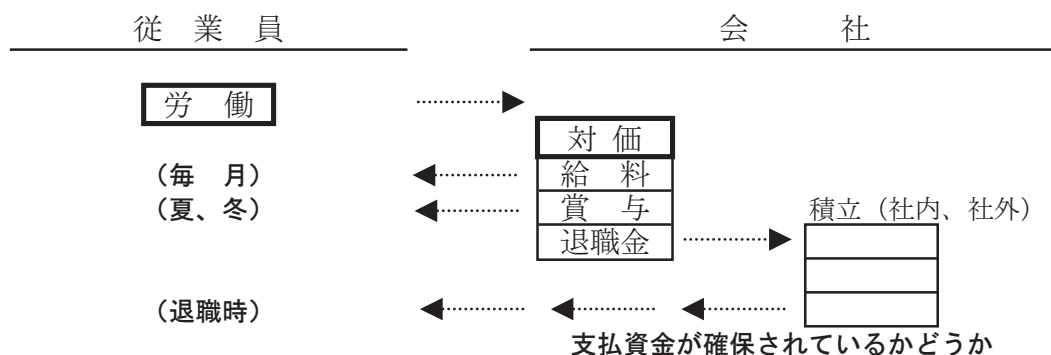 従 業 員
会 社
労 働
対 価
(毎 月)
給 料
(夏、冬)
賞 与
積立(社内、社外)
退職金
(退職時)
支払資金が確保されているかどうか